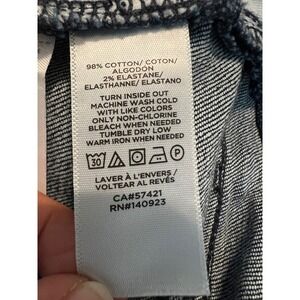 98% COTTON/ COTON/
ALGODÓN
2% ELASTANE/
ELASTHANNE/ ELASTANO
TURN INSIDE OUT
MACHINE WASH COLD
WITH LIKE COLORS
ONLY NON-CHLORINE
BLEACH WHEN NEEDED
TUMBLE DRY LOW
WARM IRON WHEN NEEDED
30 P
LAVER À L'ENVERS /
VOLTEAR AL REVÉS
CA#57421
RN#140923